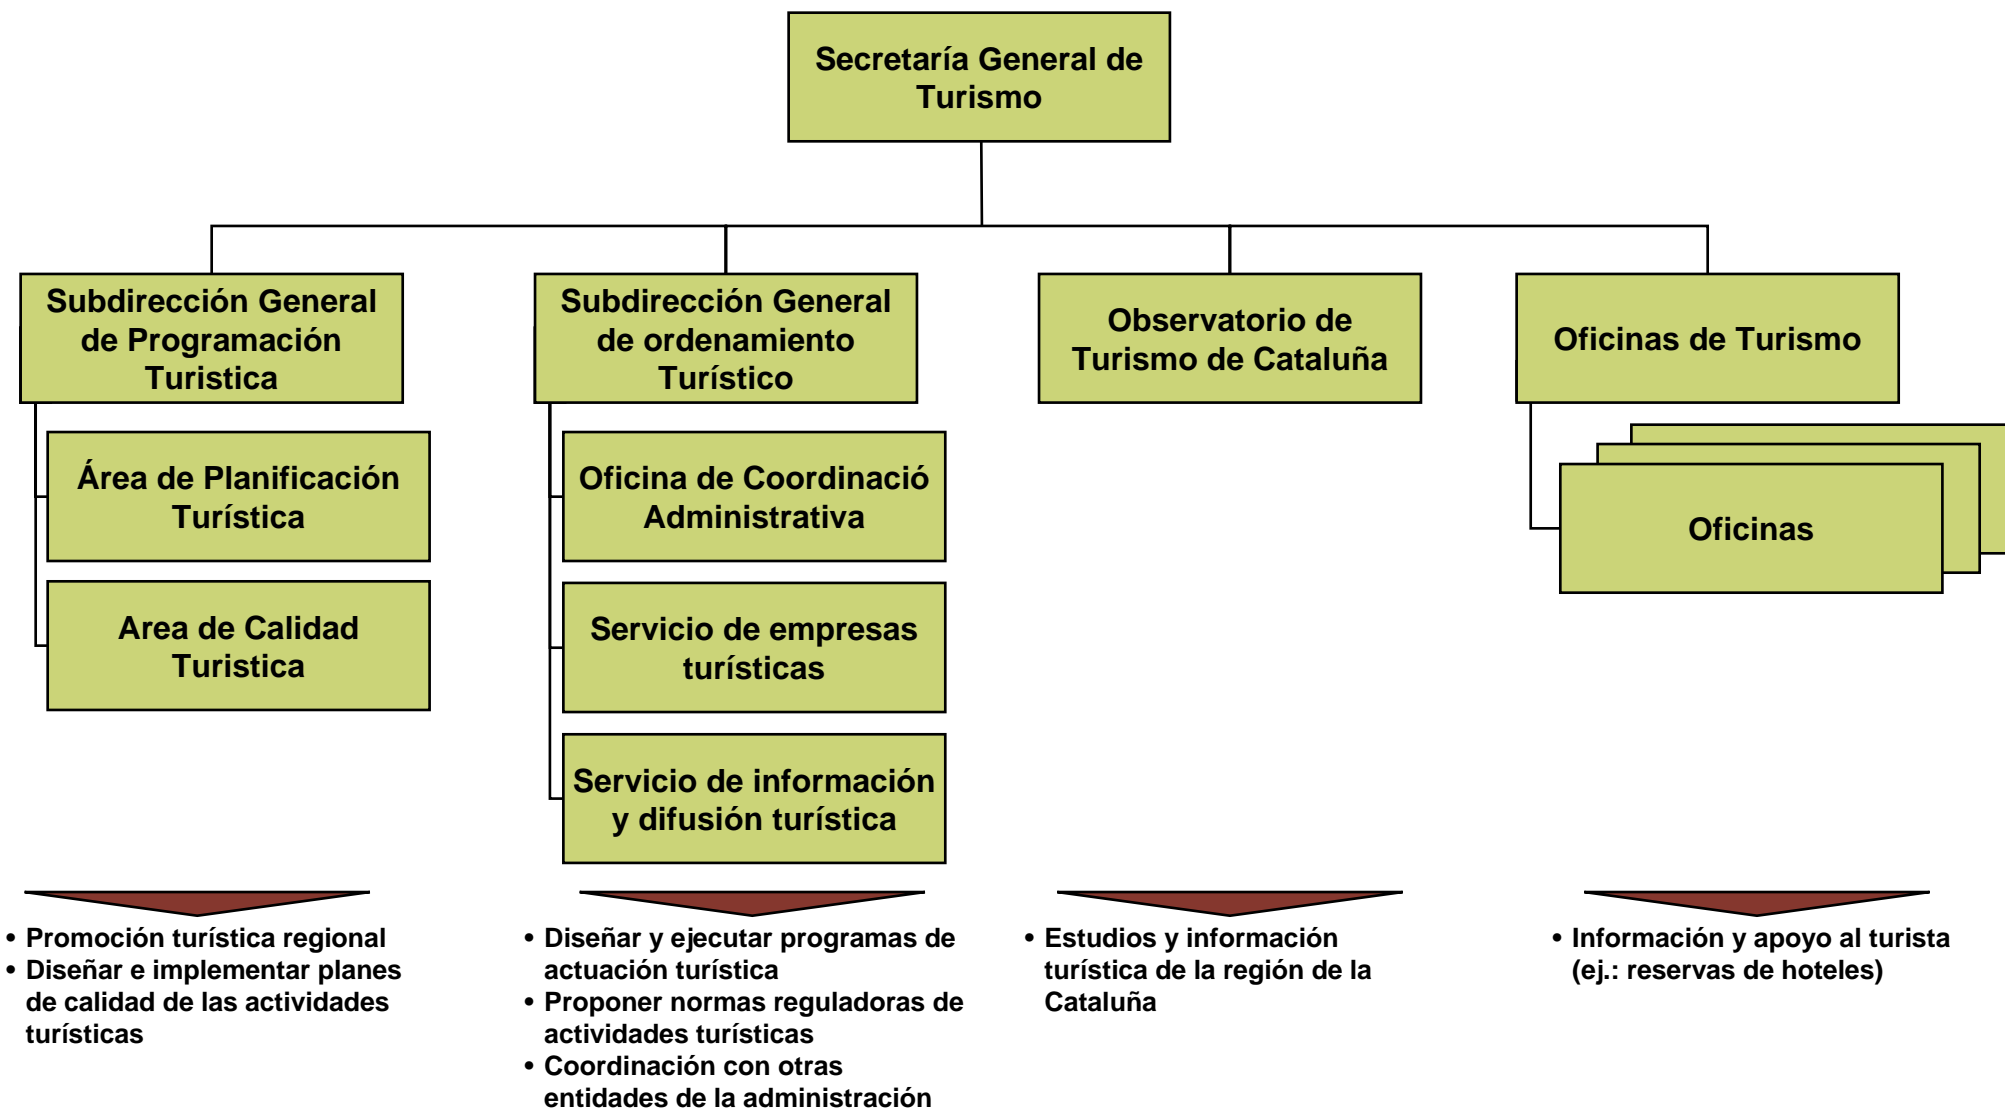 Secretaría General de
Turismo
Subdirección General
de Programación
Turistica
Subdirección General
de ordenamiento
Turístico
Observatorio de
Turismo de Cataluña
Oficinas de Turismo
Área de Planificación
Turística
Area de Calidad
Turistica
Oficina de Coordinació
Administrativa
Servicio de empresas
turísticas
Servicio de información
y difusión turística
Oficinas
• Promoción turística regional
• Diseñar e implementar planes
de calidad de las actividades
turísticas
• Diseñar y ejecutar programas de
actuación turística
• Proponer normas reguladoras de
actividades turísticas
• Coordinación con otras
entidades de la administración
• Estudios y información
turística de la región de la
Cataluña
• Información y apoyo al turista
(ej.: reservas de hoteles)